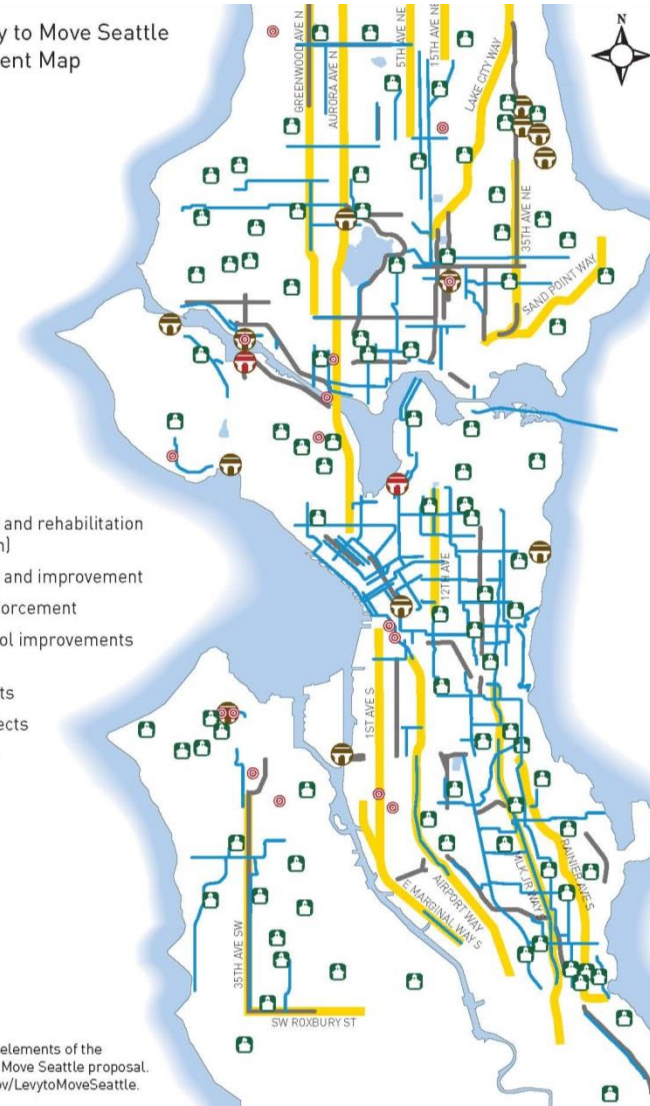 y to Move Seattle
ent Map
GREENWOOD AVE N
AURORA AVE N
5TH AVE NE
15TH AVE NE
LAKE CITY WAY
N
35TH AVE NE
SAND POINT WAY
and rehabilitation
n)
and improvement
forcement
ol improvements
ts
ects
12TH AVE
1ST AVE S
35TH AVE SW
SW ROXBURY ST
E MARGINAL WAY S
AIRPORT WAY
MLK JR WAY
RAINIER AVE S
elements of the
Move Seattle proposal.
ov/LevytoMoveSeattle.